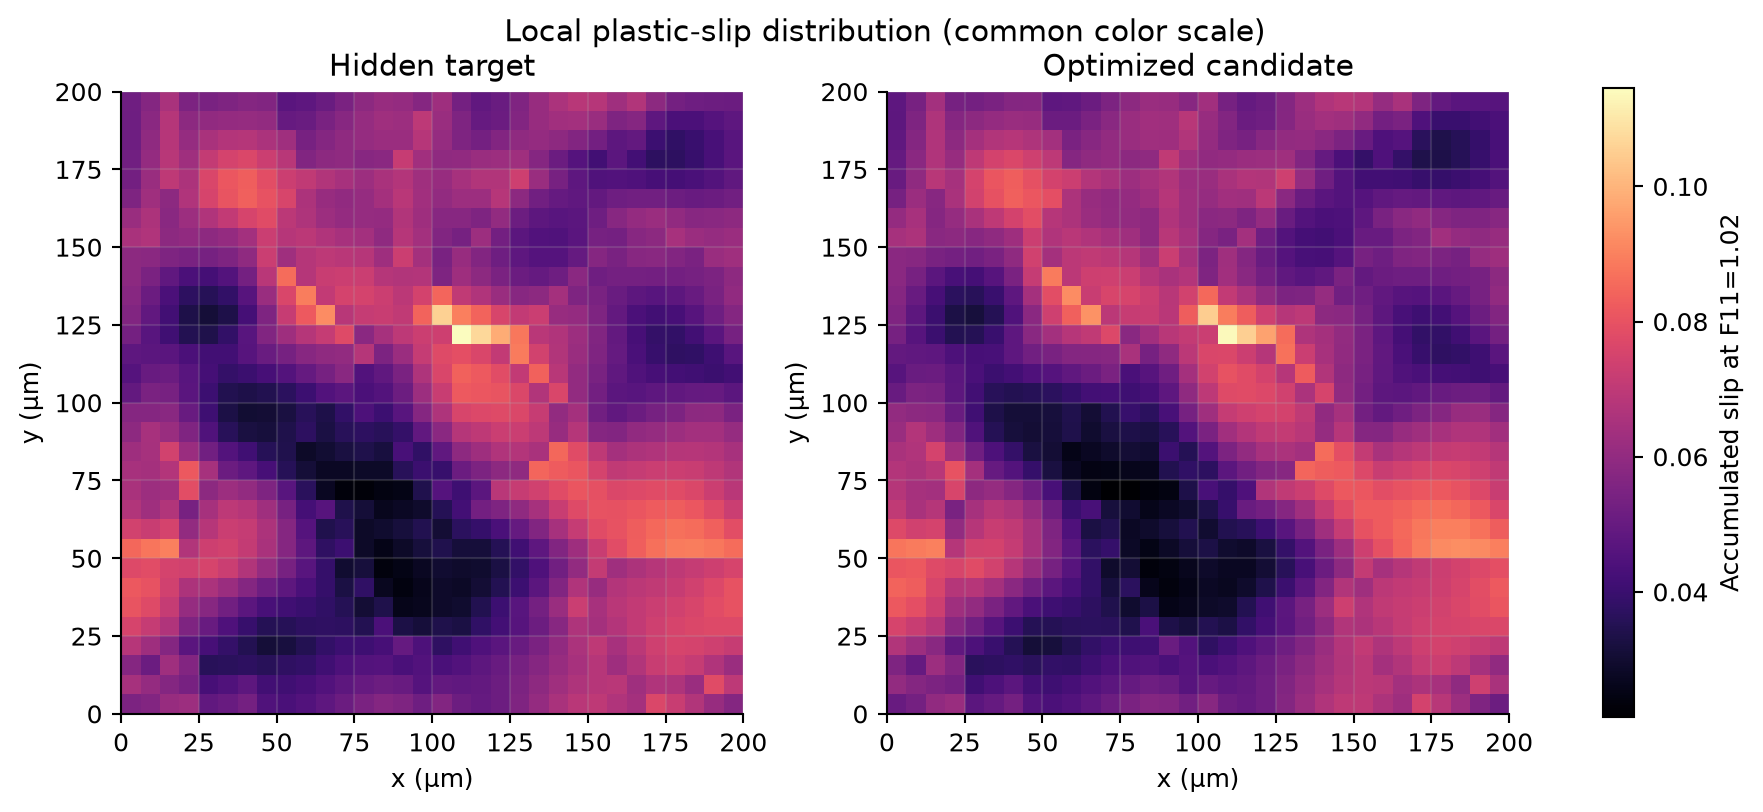 Local plastic-slip distribution (common color scale)
Hidden target
Optimized candidate
200
175
150
125
100
75
50
25
0
y (μm)
0 25 50 75 100 125 150 175 200
x (μm)
200
175
150
125
100
75
50
25
0
y (μm)
0 25 50 75 100 125 150 175 200
x (μm)
0.10
0.08
0.06
0.04
Accumulated slip at F11=1.02